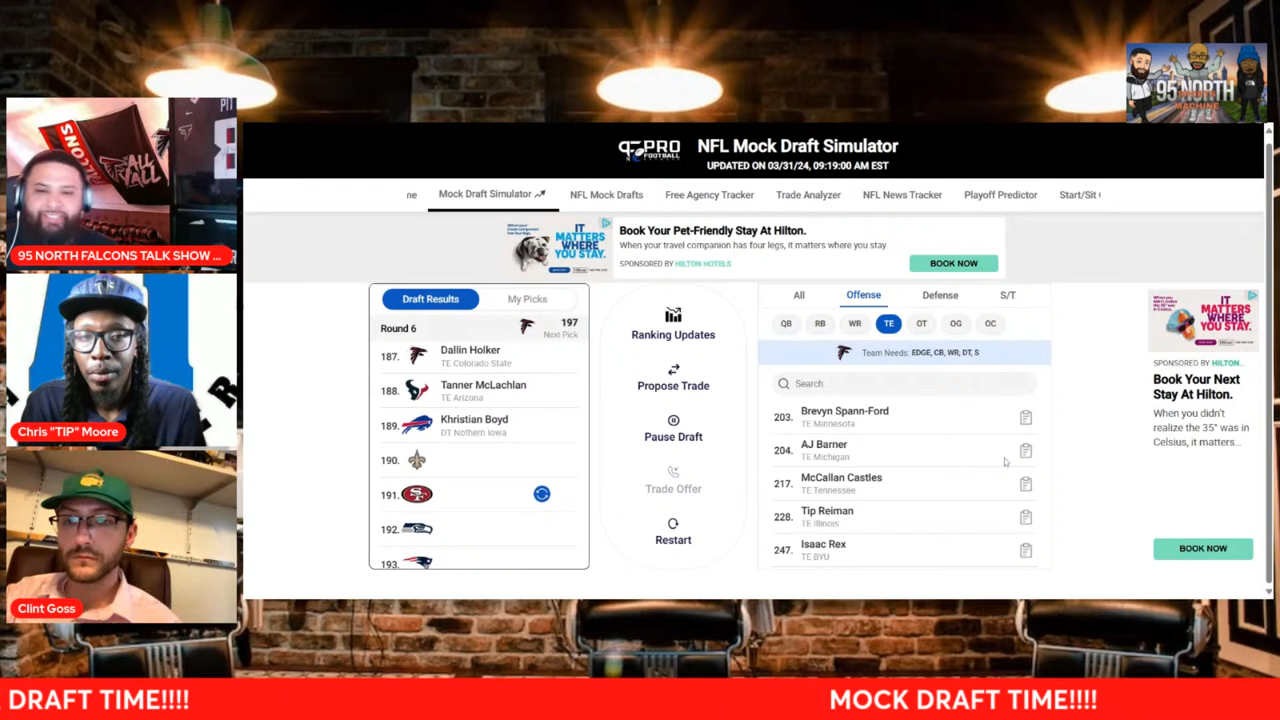 95 NORTH
MACHINE
FALCONS
ALL
FALL
PIT
95 NORTH FALCONS TALK SHOW ...
Chris "TIP" Moore
Clint Goss
PRO
FOOTBALL
NFL Mock Draft Simulator
UPDATED ON 03/31/24, 09:19:00 AM EST
ne
Mock Draft Simulator
NFL Mock Drafts
Free Agency Tracker
Trade Analyzer
NFL News Tracker
Playoff Predictor
Start/Sit
IT
MATTERS
WHERE
YOU STAY.
Book Your Pet-Friendly Stay At Hilton.
When your travel companion has four legs, it matters where you stay
SPONSORED BY HILTON HOTELS
BOOK NOW
Draft Results
My Picks
Round 6
197
Next Pick
187. Dallin Holker
TE Colorado State
188. Tanner McLachlan
TE Arizona
189. Khristian Boyd
DT Nothern Iowa
190.
191.
192.
193.
Ranking Updates
Propose Trade
Pause Draft
Trade Offer
Restart
All
Offense
Defense
S/T
QB
RB
WR
TE
OT
OG
OC
Team Needs: EDGE, CB, WR, DT, S
Search
203. Brevyn Spann-Ford
TE Minnesota
204. AJ Barner
TE Michigan
217. McCallan Castles
TE Tennessee
228. Tip Reiman
TE Illinois
247. Isaac Rex
TE BYU
IT
MATTERS
WHERE
YOU STAY.
SPONSORED BY HILTON...
Book Your Next
Stay At Hilton.
When you didn't
realize the 35° was in
Celsius, it matters...
BOOK NOW
DRAFT TIME!!!!
MOCK DRAFT TIME!!!!